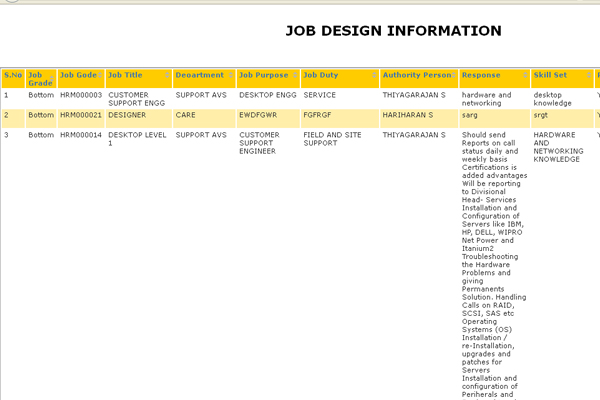 JOB DESIGN INFORMATION
S.No Job Grade Job Gode Job Title Deoartment Job Purpose Job Duty Authority Person Response Skill Set
1 Bottom HRM000003 CUSTOMER SUPPORT ENGG SUPPORT AVS DESKTOP ENGG SERVICE THIYAGARAJAN S hardware and networking desktop knowledge
2 Bottom HRM000021 DESIGNER CARE EWDFGWR FGFRGF HARIHARAN S sarg srgt
3 Bottom HRM000014 DESKTOP LEVEL 1 SUPPORT AVS CUSTOMER SUPPORT ENGINEER FIELD AND SITE SUPPORT THIYAGARAJAN S Should send HARDWARE AND NETWORKING KNOWLEDGE
Reports on call
status daily and
weekly basis
Certifications is
added advantages
Will be reporting
to Divisional
Head- Services
Installation and
Configuration of
Servers like IBM,
HP, DELL, WIPRO
Net Power and
Itanium2
Troubleshooting
the Hardware
Problems and
giving
Permanents
Solution. Handling
Calls on RAID,
SCSI, SAS etc
Operating
Systems (OS)
Installation /
re-Installation,
upgrades and
patches for
Servers
Installation and
configuration of
Periherals and